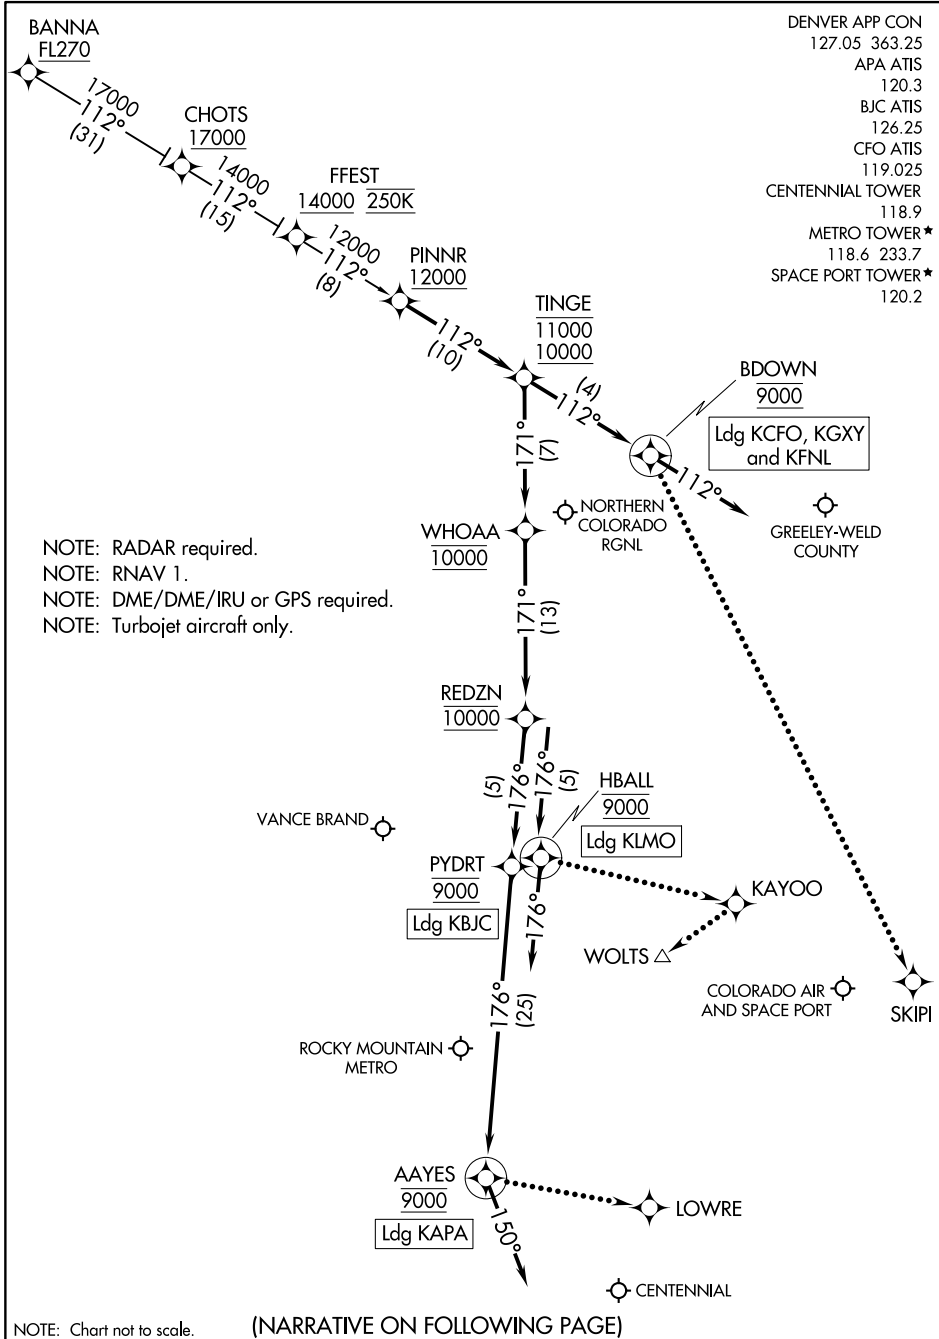 DENVER APP CON
127.05 363.25
APA ATIS
120.3
BJC ATIS
126.25
CFO ATIS
119.025
CENTENNIAL TOWER
118.9
METRO TOWER★
118.6 233.7
SPACE PORT TOWER★
120.2
BANNA
FL270
17000
112°
(31)
CHOTS
17000
14000
112°
(15)
FFEST
14000 250K
12000
112°
(8)
PINNR
12000
112°
(10)
TINGE
11000
10000
(4)
112°
BDOWN
9000
Ldg KCFO, KGXY
and KFNL
112°
171°
(7)
NORTHERN
COLORADO
RGNL
GREELEY-WELD
COUNTY
WHOAA
10000
NOTE: RADAR required.
NOTE: RNAV 1.
NOTE: DME/DME/IRU or GPS required.
NOTE: Turbojet aircraft only.
171°
(13)
REDZN
10000
(5)
176°
176°
(5)
HBALL
9000
Ldg KLMO
VANCE BRAND
PYDRT
9000
Ldg KBJC
176°
KAYOO
WOLTS
COLORADO AIR
AND SPACE PORT
SKIPI
176°
(25)
ROCKY MOUNTAIN
METRO
AAYES
9000
Ldg KAPA
150°
LOWRE
CENTENNIAL
NOTE: Chart not to scale.
(NARRATIVE ON FOLLOWING PAGE)